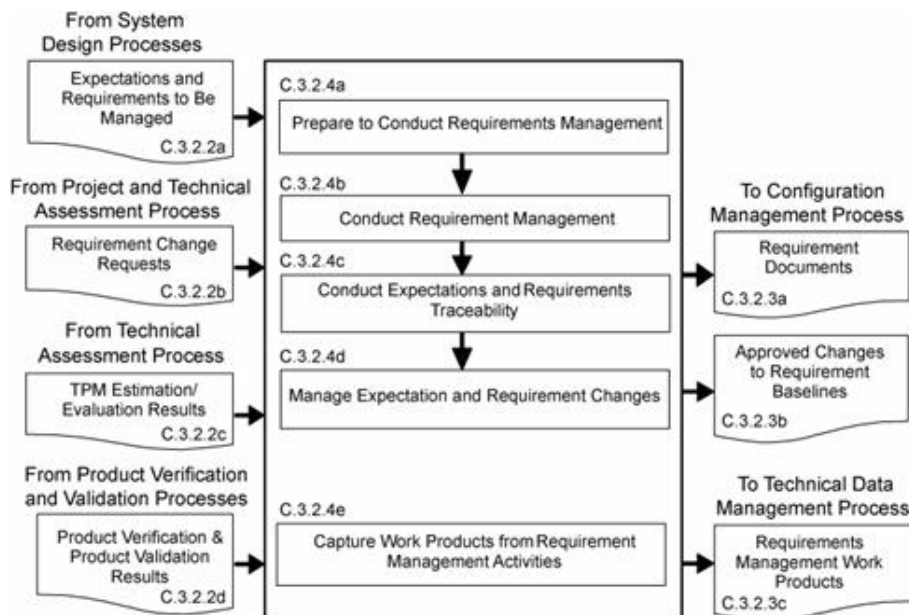 From System
Design Processes
Expectations and
Requirements to Be
Managed
C.3.2.2a
From Project and Technical
Assessment Process
Requirement Change
Requests
C.3.2.2b
From Technical
Assessment Process
TPM Estimation/
Evaluation Results
C.3.2.2c
From Product Verification
and Validation Processes
Product Verification &
Product Validation
Results
C.3.2.2d
C.3.2.4a
Prepare to Conduct Requirements Management
C.3.2.4b
Conduct Requirement Management
C.3.2.4c
Conduct Expectations and Requirements
Traceability
C.3.2.4d
Manage Expectation and Requirement Changes
C.3.2.4e
Capture Work Products from Requirement
Management Activities
To Configuration
Management Process
Requirement
Documents
C.3.2.3a
Approved Changes
to Requirement
Baselines
C.3.2.3b
To Technical Data
Management Process
Requirements
Management Work
Products
C.3.2.3c